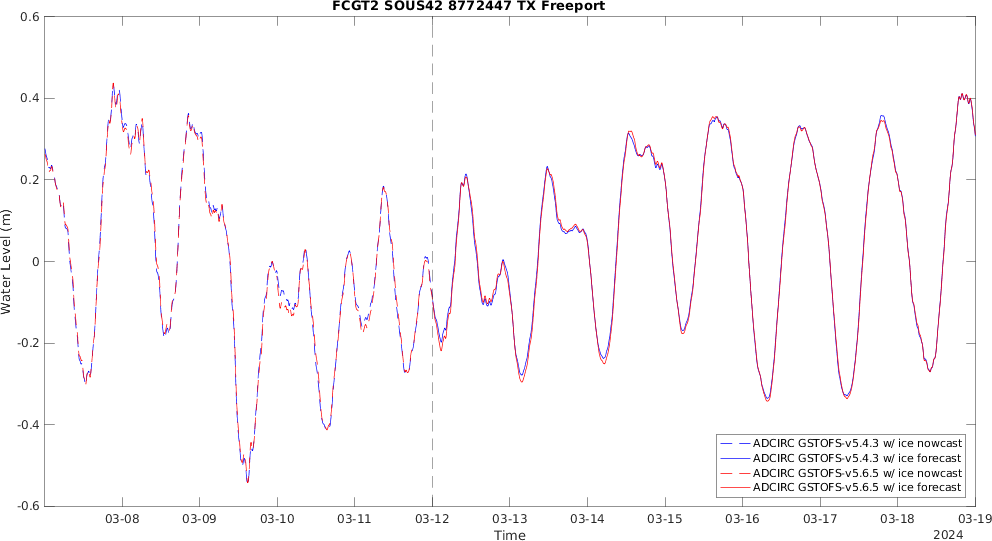 FCGT2 SOUS42 8772447 TX Freeport
0.6
0.4
0.2
0
-0.2
-0.4
-0.6
Water Level (m)
ADCIRC GSTOFS-v5.4.3 w/ ice nowcast
ADCIRC GSTOFS-v5.4.3 w/ ice forecast
ADCIRC GSTOFS-v5.6.5 w/ ice nowcast
ADCIRC GSTOFS-v5.6.5 w/ ice forecast
03-08 03-09 03-10 03-11 03-12 03-13 03-14 03-15 03-16 03-17 03-18 03-19
Time
2024